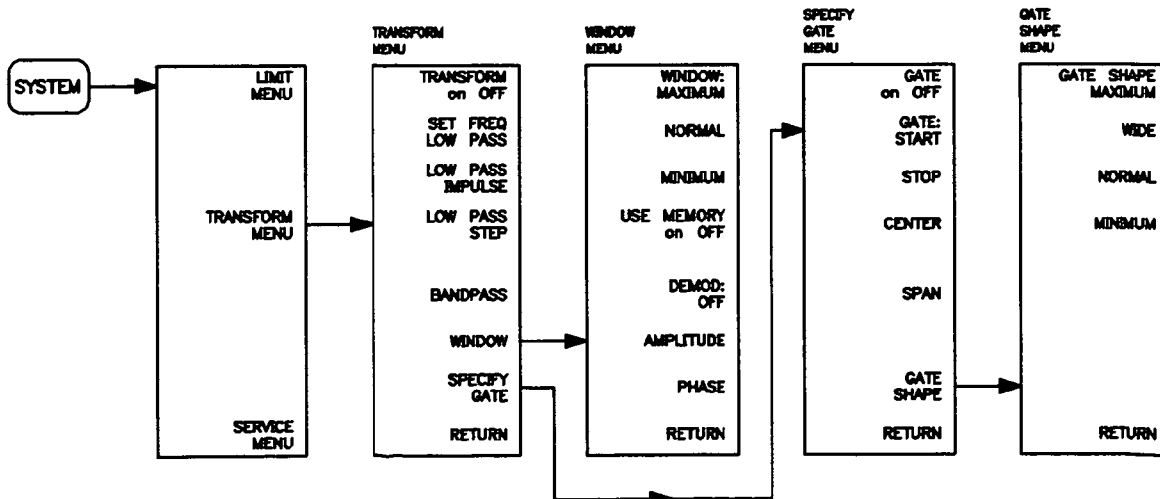 SYSTEM
LIMIT
MENU
TRANSFORM
MENU
SERVICE
MENU
TRANSFORM
MENU
TRANSFORM
on OFF
SET FREQ
LOW PASS
LOW PASS
IMPULSE
LOW PASS
STEP
BANDPASS
WINDOW
SPECIFY
GATE
RETURN
WINDOW
MENU
WINDOW:
MAXIMUM
NORMAL
MINIMUM
USE MEMORY
on OFF
DEMOD:
OFF
AMPLITUDE
PHASE
RETURN
SPECIFY
GATE
MENU
GATE
on OFF
GATE:
START
STOP
CENTER
SPAN
GATE
SHAPE
RETURN
GATE
SHAPE
MENU
GATE SHAPE
MAXIMUM
WIDE
NORMAL
MINIMUM
RETURN